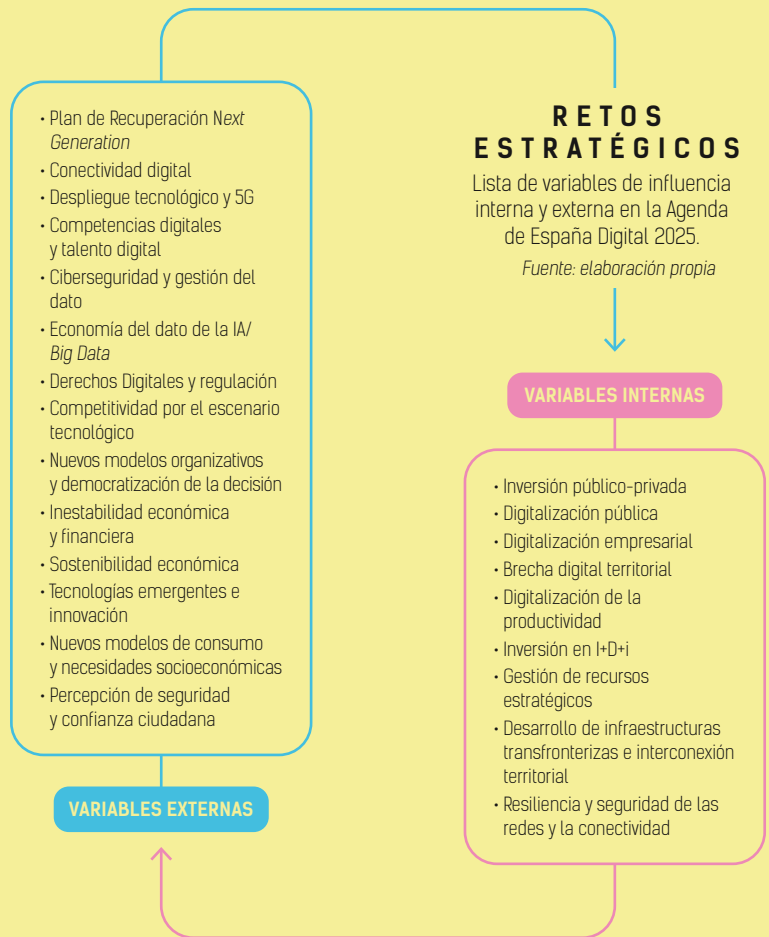 RETOS
ESTRATÉGICOS
Lista de variables de influencia
interna y externa en la Agenda
de España Digital 2025.
Fuente: elaboración propia
• Plan de Recuperación Next
Generation
• Conectividad digital
• Despliegue tecnológico y 5G
• Competencias digitales
y talento digital
• Ciberseguridad y gestión del
dato
• Economía del dato de la IA/
Big Data
• Derechos Digitales y regulación
• Competitividad por el escenario
tecnológico
• Nuevos modelos organizativos
y democratización de la decisión
• Inestabilidad económica
y financiera
• Sostenibilidad económica
• Tecnologías emergentes e
innovación
• Nuevos modelos de consumo
y necesidades socioeconómicas
• Percepción de seguridad
y confianza ciudadana
VARIABLES EXTERNAS
VARIABLES INTERNAS
• Inversión público-privada
• Digitalización pública
• Digitalización empresarial
• Brecha digital territorial
• Digitalización de la
productividad
• Inversión en I+D+i
• Gestión de recursos
estratégicos
• Desarrollo de infraestructuras
transfronterizas e interconexión
territorial
• Resiliencia y seguridad de las
redes y la conectividad